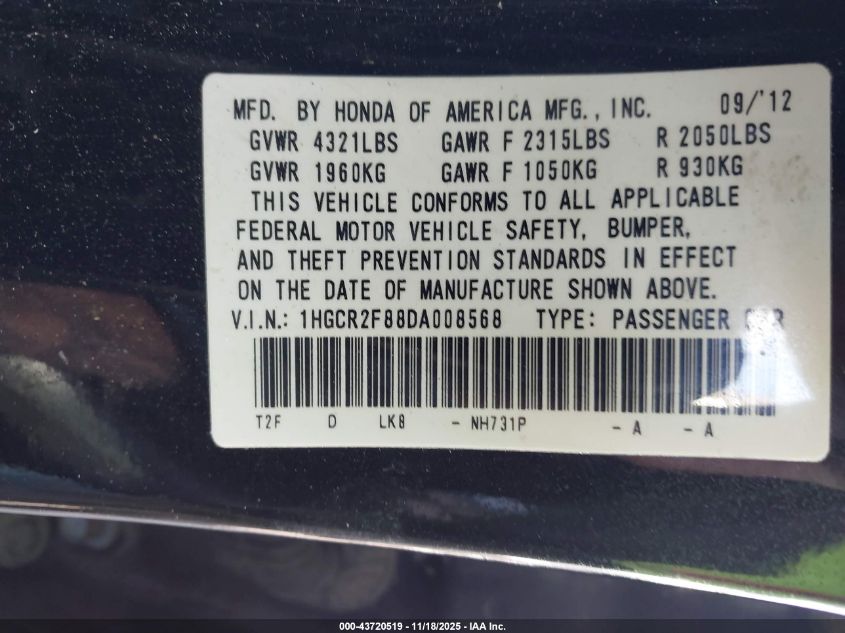 MFD. BY HONDA OF AMERICA MFG., INC. 09/'12
GVWR 4321LBS GAWR F 2315LBS R 2050LBS
GVWR 1960KG GAWR F 1050KG R 930KG
THIS VEHICLE CONFORMS TO ALL APPLICABLE
FEDERAL MOTOR VEHICLE SAFETY, BUMPER,
AND THEFT PREVENTION STANDARDS IN EFFECT
ON THE DATE OF MANUFACTURE SHOWN ABOVE.
V.I.N.: 1HGCR2F88DA008568 TYPE: PASSENGER CAR
T2F D LK8 - NH731P - A - A
000-43720519 - 11/18/2025 - IAA Inc.